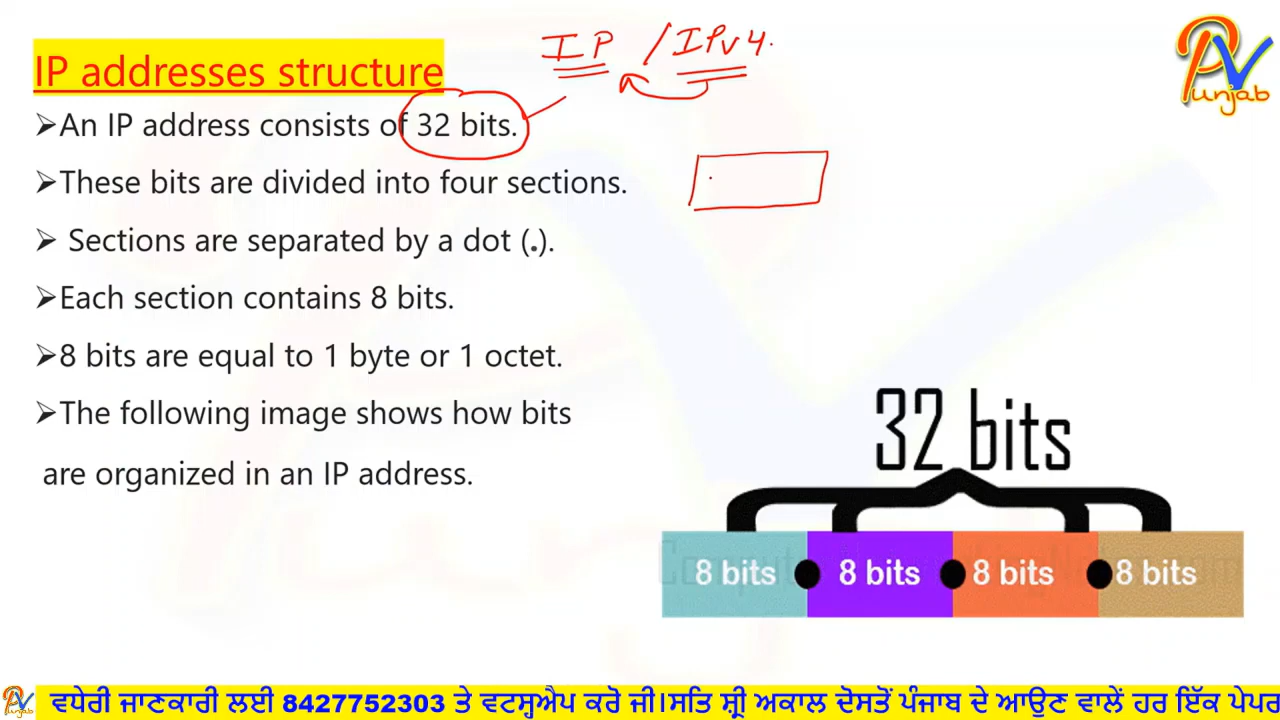 IP / IPv4.
IP addresses structure
➢An IP address consists of 32 bits.
➢These bits are divided into four sections.
➢ Sections are separated by a dot (.).
➢Each section contains 8 bits.
➢8 bits are equal to 1 byte or 1 octet.
➢The following image shows how bits
are organized in an IP address.
32 bits
8 bits 8 bits 8 bits 8 bits
PV Punjab
ਵਧੇਰੀ ਜਾਣਕਾਰੀ ਲਈ 8427752303 ਤੇ ਵਟਸ੍ਹਐਪ ਕਰੋ ਜੀ।ਸਤਿ ਸ੍ਰੀ ਅਕਾਲ ਦੋਸਤੋਂ ਪੰਜਾਬ ਦੇ ਆਉਣ ਵਾਲੇਂ ਹਰ ਇੱਕ ਪੇਪਰ